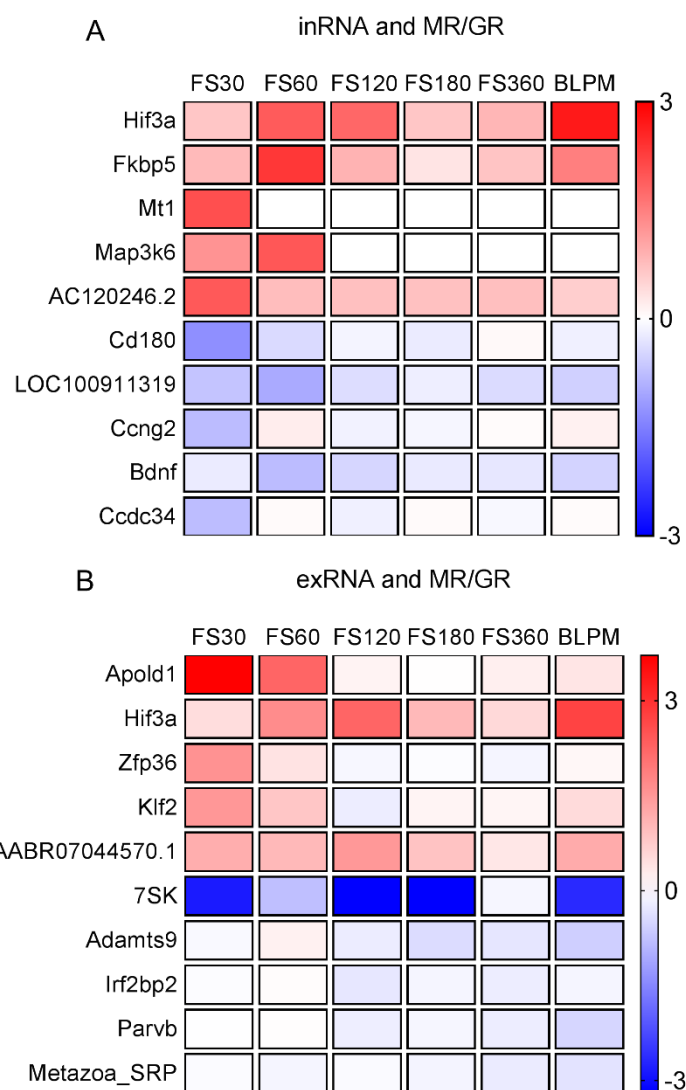 A
inRNA and MR/GR
FS30 FS60 FS120 FS180 FS360 BLPM
Hif3a
Fkbp5
Mt1
Map3k6
AC120246.2
Cd180
LOC100911319
Ccng2
Bdnf
Ccdc34
3
0
-3
B
exRNA and MR/GR
FS30 FS60 FS120 FS180 FS360 BLPM
Apold1
Hif3a
Zfp36
Klf2
AABR07044570.1
7SK
Adamts9
Irf2bp2
Parvb
Metazoa_SRP
3
0
-3